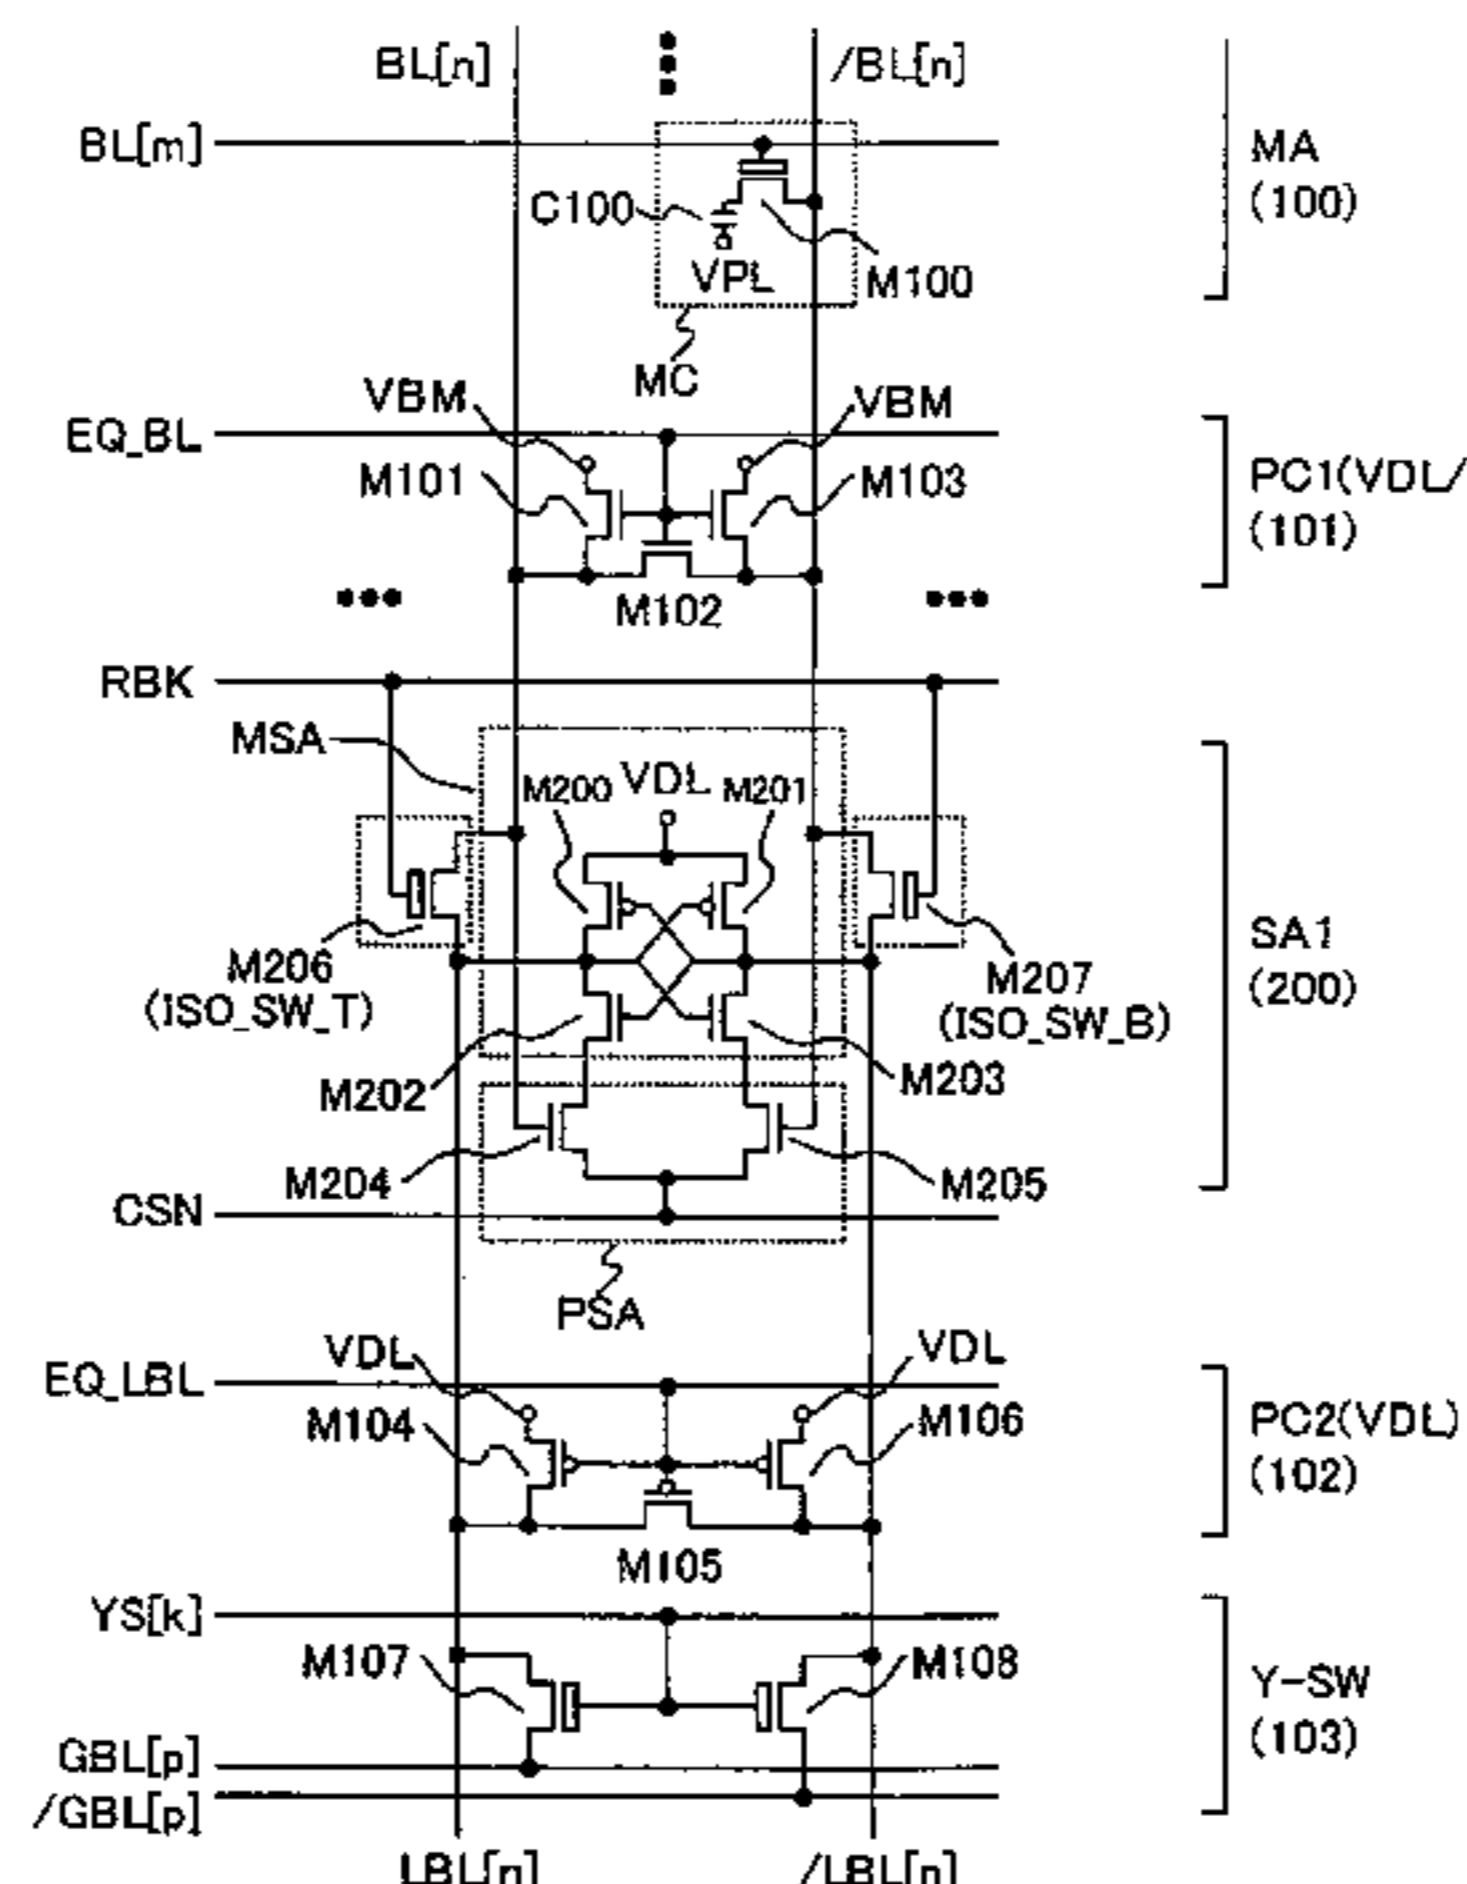 BL[n]
/BL[n]
BL[m]
MA
(100)
C100
VPL
M100
MC
VBM
VBM
EQ_BL
M101
M103
PC1(VDL/
(101)
M102
RBK
MSA
M200
VDL
M201
M206
(ISO_SW_T)
M207
(ISO_SW_B)
SA1
(200)
M202
M203
M204
M205
CSN
PSA
VDL
VDL
EQ_LBL
M104
M106
PC2(VDL)
(102)
M105
YS[k]
M107
M108
Y-SW
(103)
GBL[p]
/GBL[p]
LBL[n]
/LBL[n]